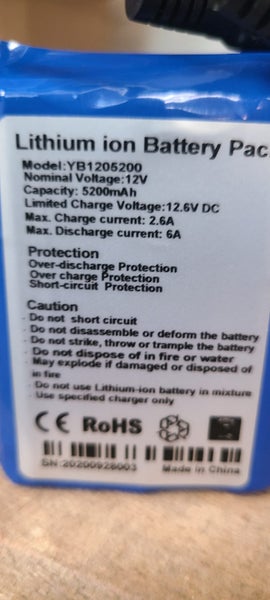 Lithium ion Battery Pac
Model:YB1205200
Nominal Voltage:12V
Capacity: 5200mAh
Limited Charge Voltage:12.6V DC
Max. Charge current: 2.6A
Max. Discharge current: 6A
Protection
Over-discharge Protection
Over charge Protection
Short-circuit Protection
Caution
- Do not short circuit
- Do not disassemble or deform the battery
- Do not strike, throw or trample the battery
- Do not dispose of in fire or water
- May explode if damaged or disposed of
in fire
- Do not use Lithium-ion battery in mixture
- Use specified charger only
CE RoHS
SN:20200928003 Made in China